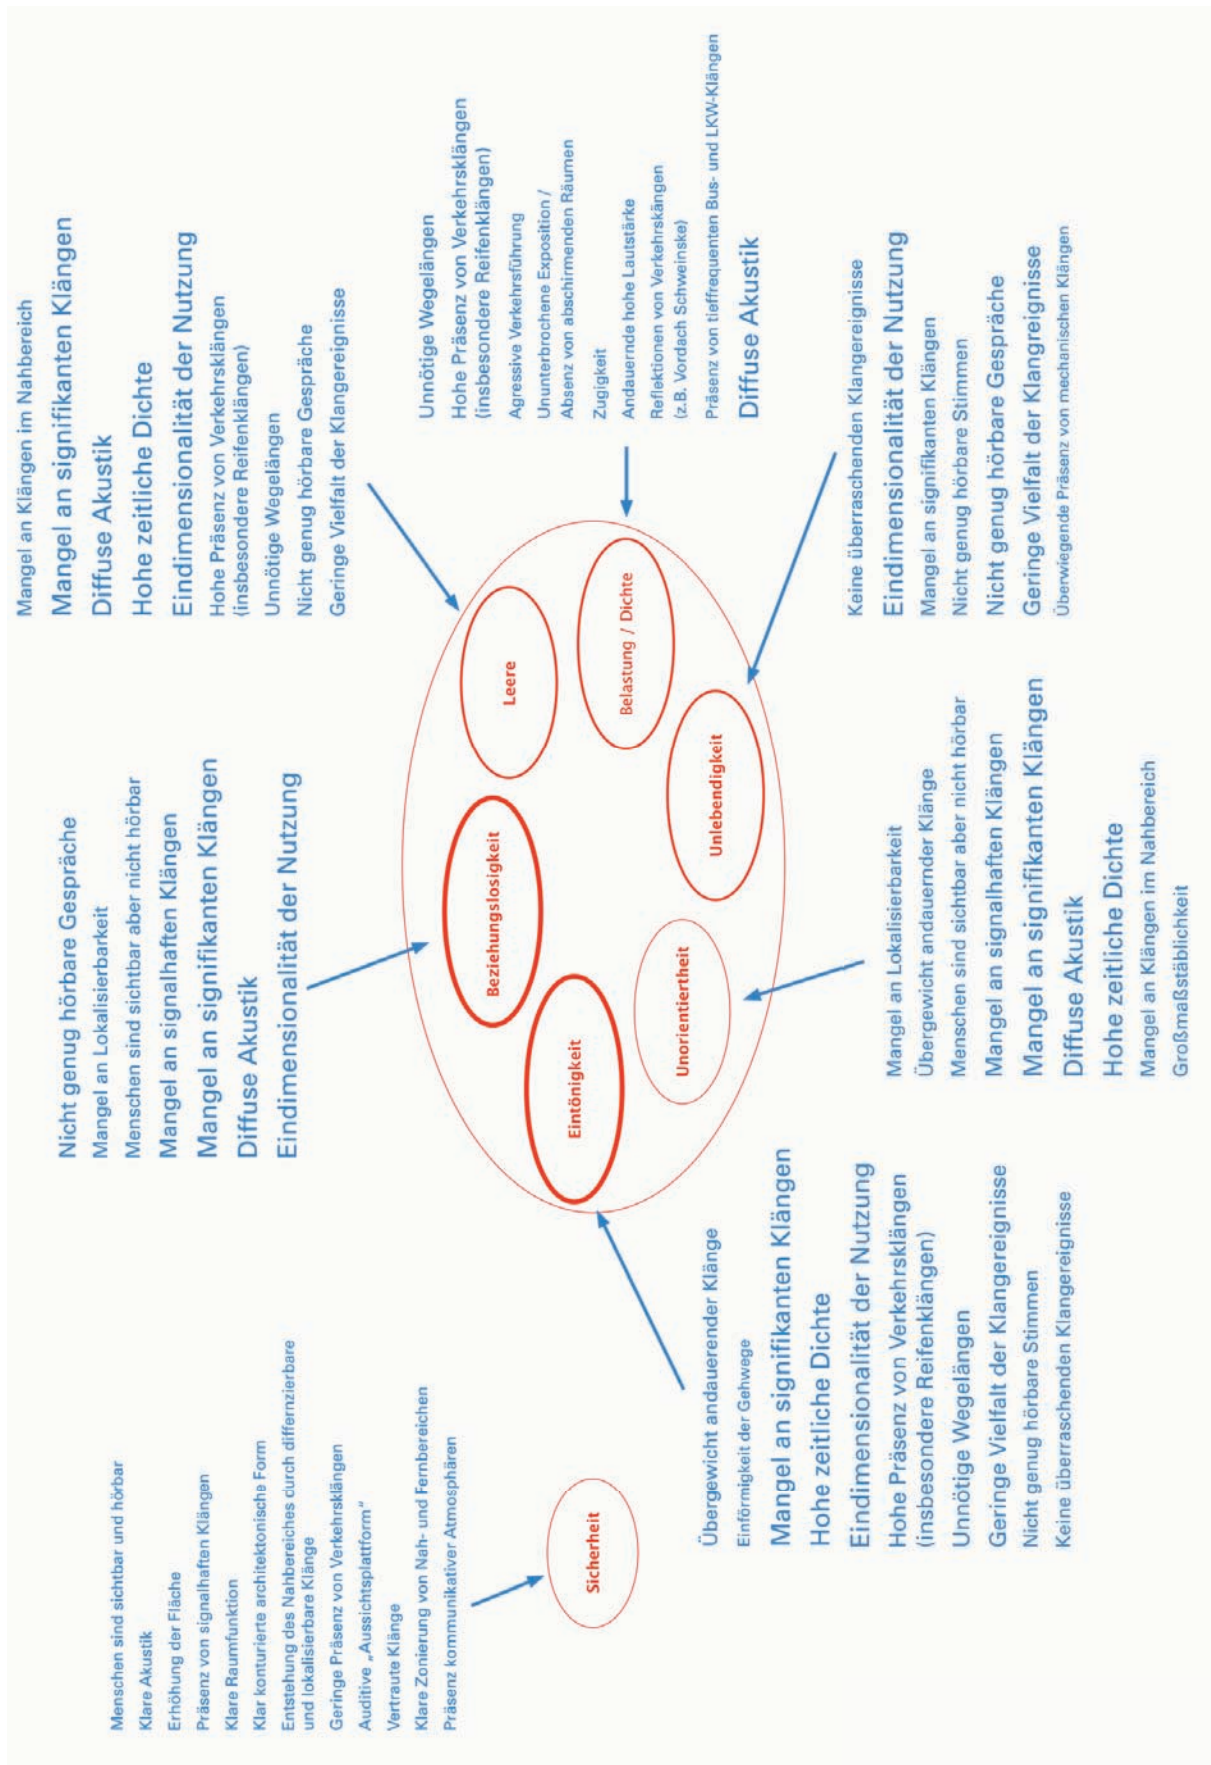 Menschen sind sichtbar und hörbar
Klare Akustik
Erhöhung der Fläche
Präsenz von signalhaften Klängen
Klare Raumfunktion
Klar konturierte architektonische Form
Entstehung des Nahbereiches durch differnzierbare
und lokalisierbare Klänge
Geringe Präsenz von Verkehrsklängen
Auditive „Aussichtsplattform“
Vertraute Klänge
Klare Zonierung von Nah- und Fernbereichen
Präsenz kommunikativer Atmosphären
Sicherheit
Nicht genug hörbare Gespräche
Mangel an Lokalisierbarkeit
Menschen sind sichtbar aber nicht hörbar
Mangel an signalhaften Klängen
Mangel an signifikanten Klängen
Diffuse Akustik
Eindimensionalität der Nutzung
Mangel an Klängen im Nahbereich
Mangel an signifikanten Klängen
Diffuse Akustik
Hohe zeitliche Dichte
Eindimensionalität der Nutzung
Hohe Präsenz von Verkehrsklängen
(insbesondere Reifenklängen)
Unnötige Wegelängen
Nicht genug hörbare Gespräche
Geringe Vielfalt der Klangereignisse
Beziehungslosigkeit
Leere
Eintönigkeit
Belastung / Dichte
Unorientiertheit
Unlebendigkeit
Unnötige Wegelängen
Hohe Präsenz von Verkehrsklängen
(insbesondere Reifenklängen)
Agressive Verkehrsführung
Ununterbrochene Exposition /
Absenz von abschirmenden Räumen
Zugigkeit
Andauernde hohe Lautstärke
Reflektionen von Verkehrskängen
(z.B. Vordach Schweinske)
Präsenz von tieffrequenten Bus- und LKW-Klängen
Diffuse Akustik
Übergewicht andauerender Klänge
Einförmigkeit der Gehwege
Mangel an signifikanten Klängen
Hohe zeitliche Dichte
Eindimensionalität der Nutzung
Hohe Präsenz von Verkehrsklängen
(insbesondere Reifenklängen)
Unnötige Wegelängen
Geringe Vielfalt der Klangereignisse
Nicht genug hörbare Stimmen
Keine überraschenden Klangereignisse
Mangel an Lokalisierbarkeit
Übergewicht andauernder Klänge
Menschen sind sichtbar aber nicht hörbar
Mangel an signalhaften Klängen
Mangel an signifikanten Klängen
Diffuse Akustik
Hohe zeitliche Dichte
Mangel an Klängen im Nahbereich
Großmaßstäblichkeit
Keine überraschenden Klangereignisse
Eindimensionalität der Nutzung
Mangel an signifikanten Klängen
Nicht genug hörbare Stimmen
Nicht genug hörbare Gespräche
Geringe Vielfalt der Klangreignisse
Überwiegende Präsenz von mechanischen Klängen